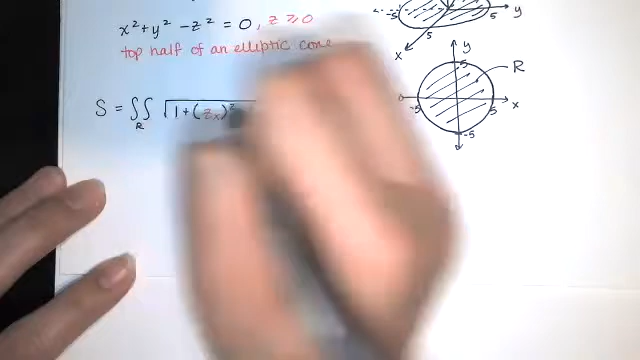 x² + y² - z² = 0, z ≥ 0
top half of an elliptic cone
-5 y
5
x
y
5
R
S = ∬ √1 + (zₓ)²
R
-5 5 x
-5